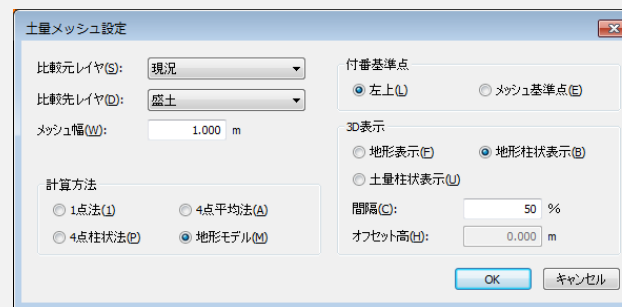 土量メッシュ設定
比較元レイヤ(S): 現況
比較先レイヤ(D): 盛土
メッシュ幅(W): 1.000 m
計算方法
1点法(1) 4点平均法(A)
4点柱状法(P) 地形モデル(M)
付番基準点
左上(L) メッシュ基準点(E)
3D表示
地形表示(F) 地形柱状表示(B)
土量柱状表示(U)
間隔(C): 50 %
オフセット高(H): 0.000 m
OK キャンセル